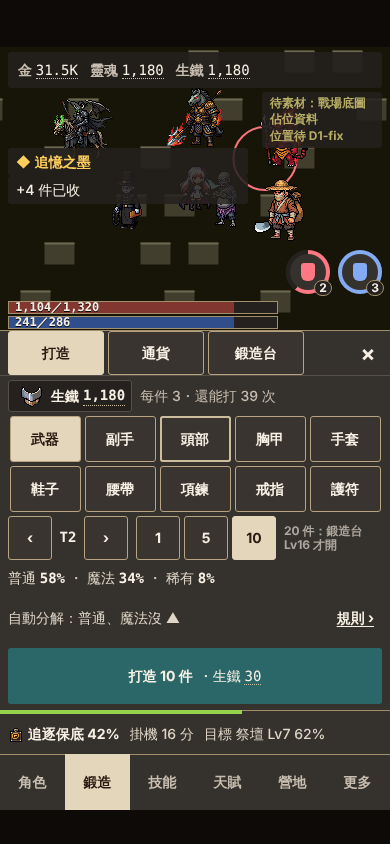 金 31.5K 靈魂 1,180 生鐵 1,180
待素材：戰場底圖
佔位資料
位置待 D1-fix
◆ 追憶之墨
+4 件已收
2
3
1,104／1,320
241／286
打造 通貨 鍛造台 ×
生鐵 1,180 每件 3 · 還能打 39 次
武器 副手 頭部 胸甲 手套
鞋子 腰帶 項鍊 戒指 護符
‹ T2 › 1 5 10
20 件：鍛造台
Lv16 才開
普通 58% · 魔法 34% · 稀有 8%
自動分解：普通、魔法沒 ▲ 規則 ›
打造 10 件 · 生鐵 30
追逐保底 42% 掛機 16 分 目標 祭壇 Lv7 62%
角色 鍛造 技能 天賦 營地 更多